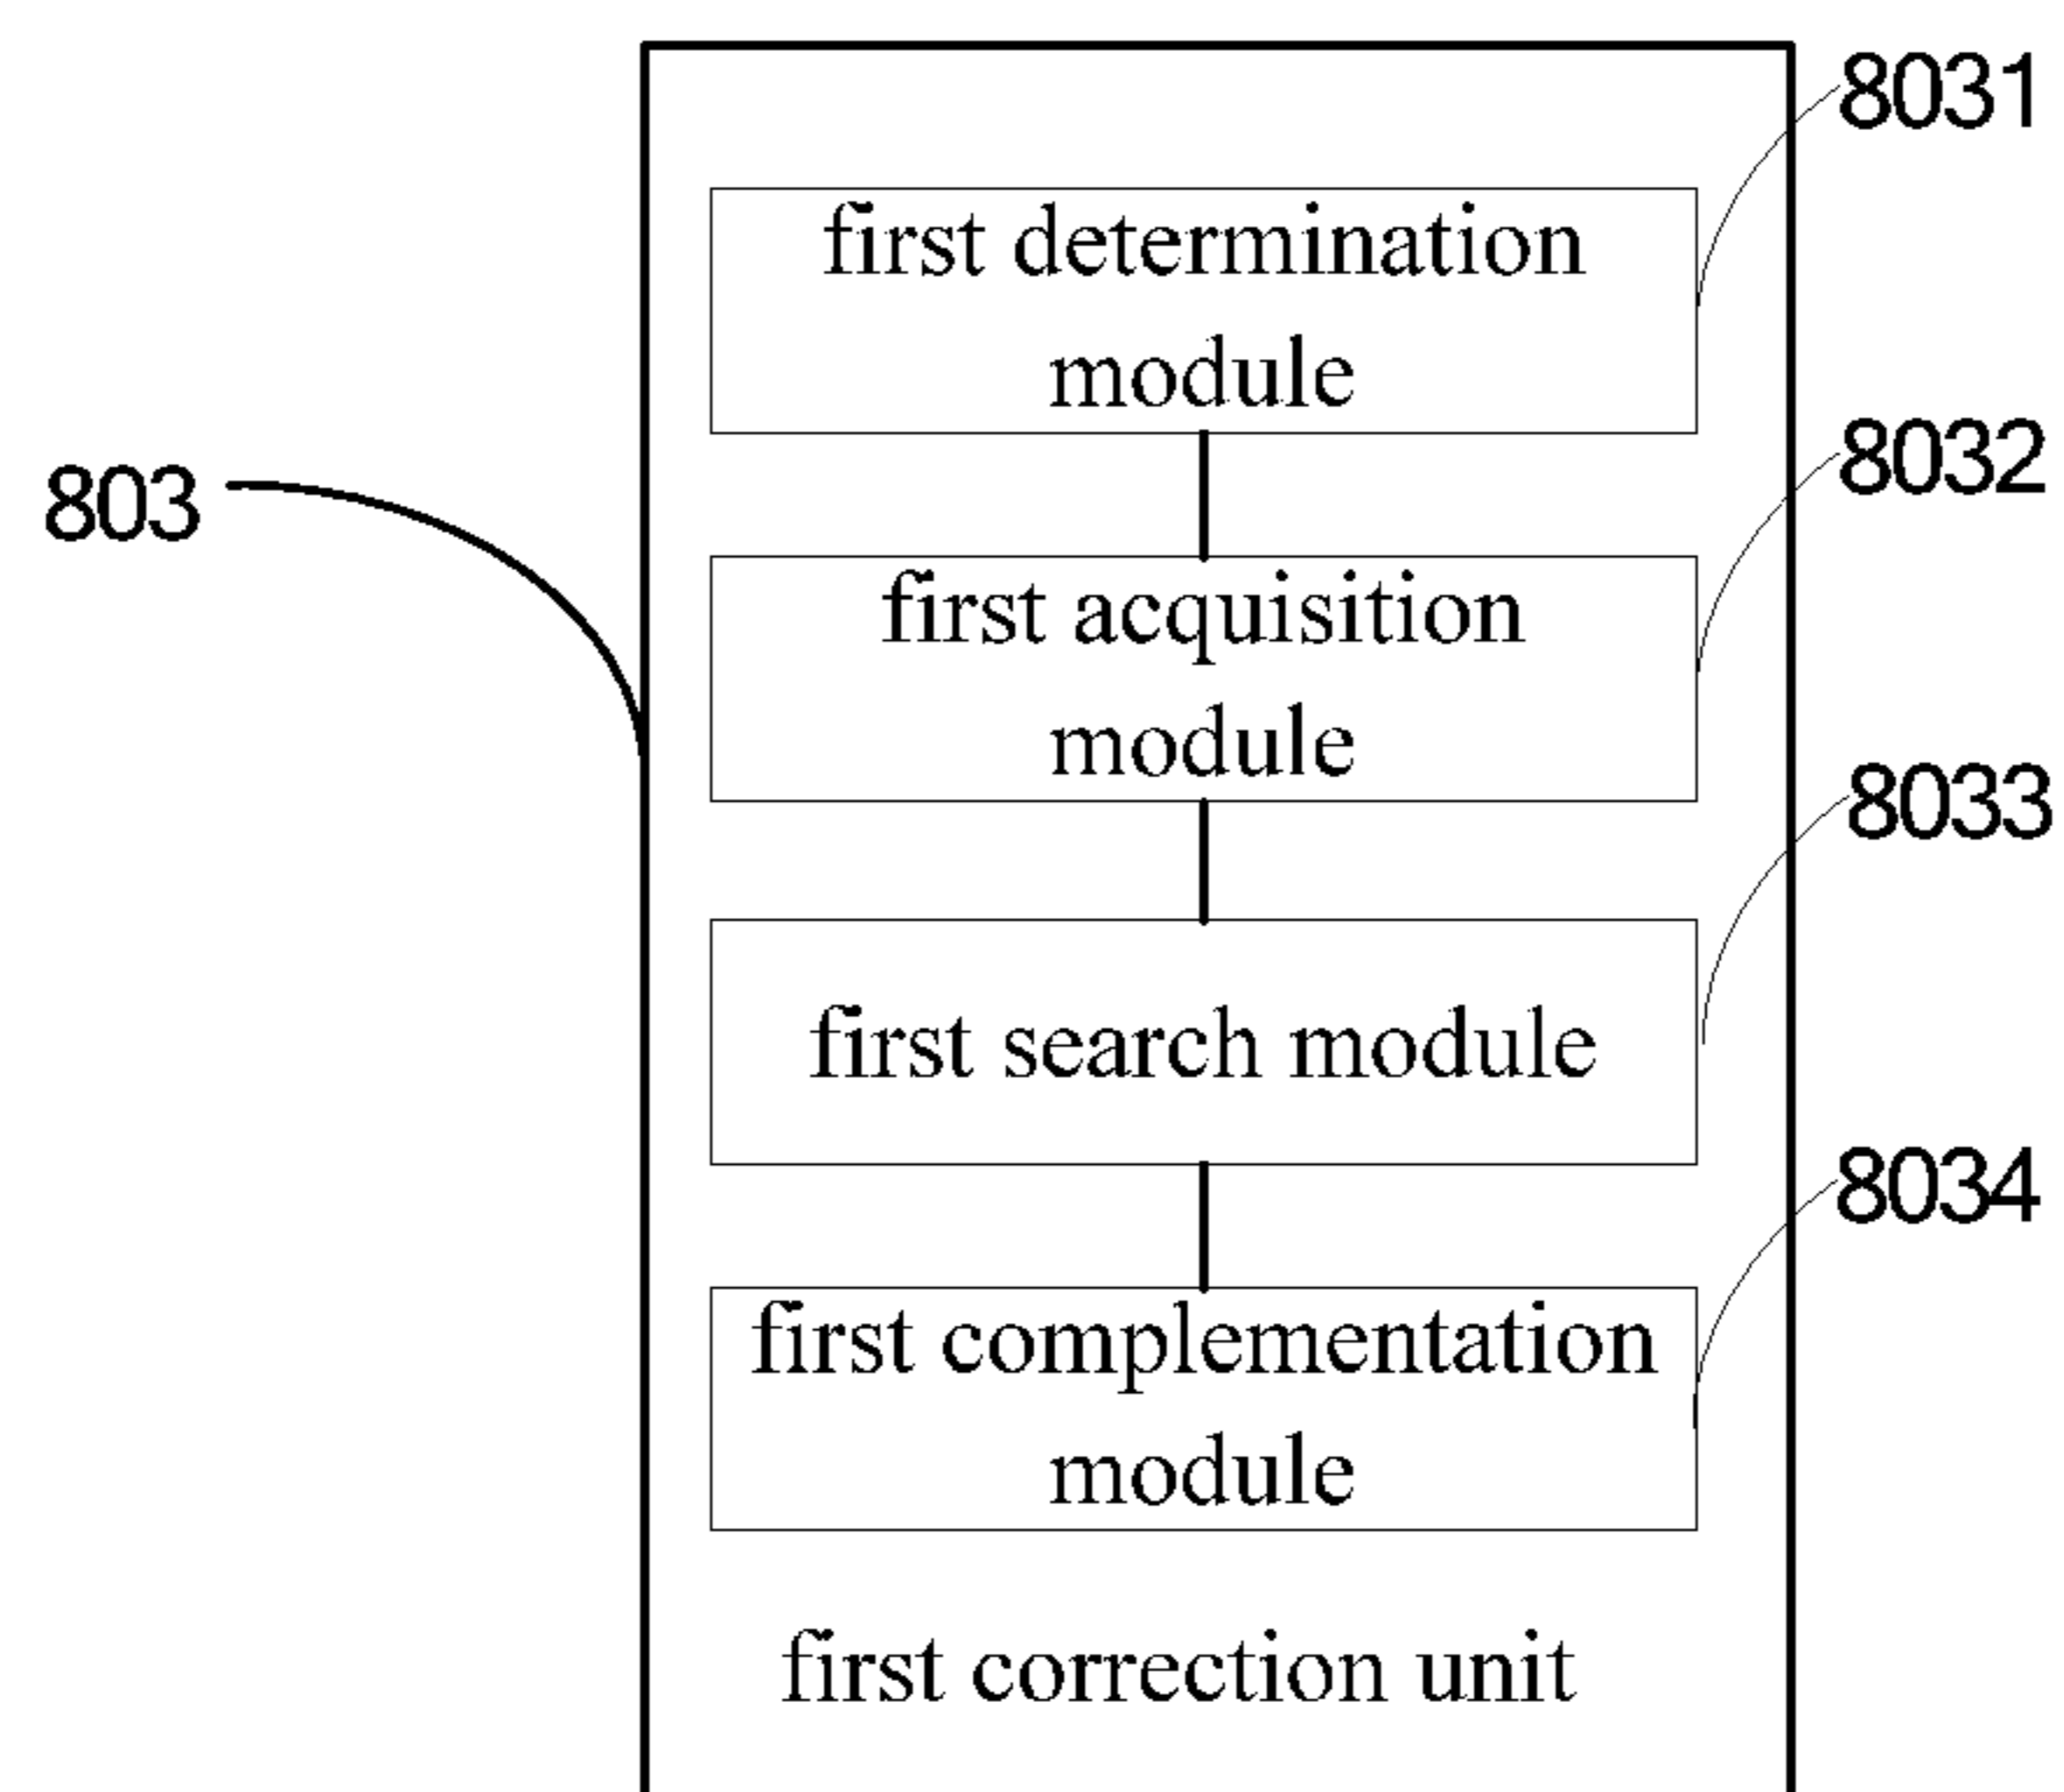 8031
first determination
module
8032
803
first acquisition
module
8033
first search module
8034
first complementation
module
first correction unit